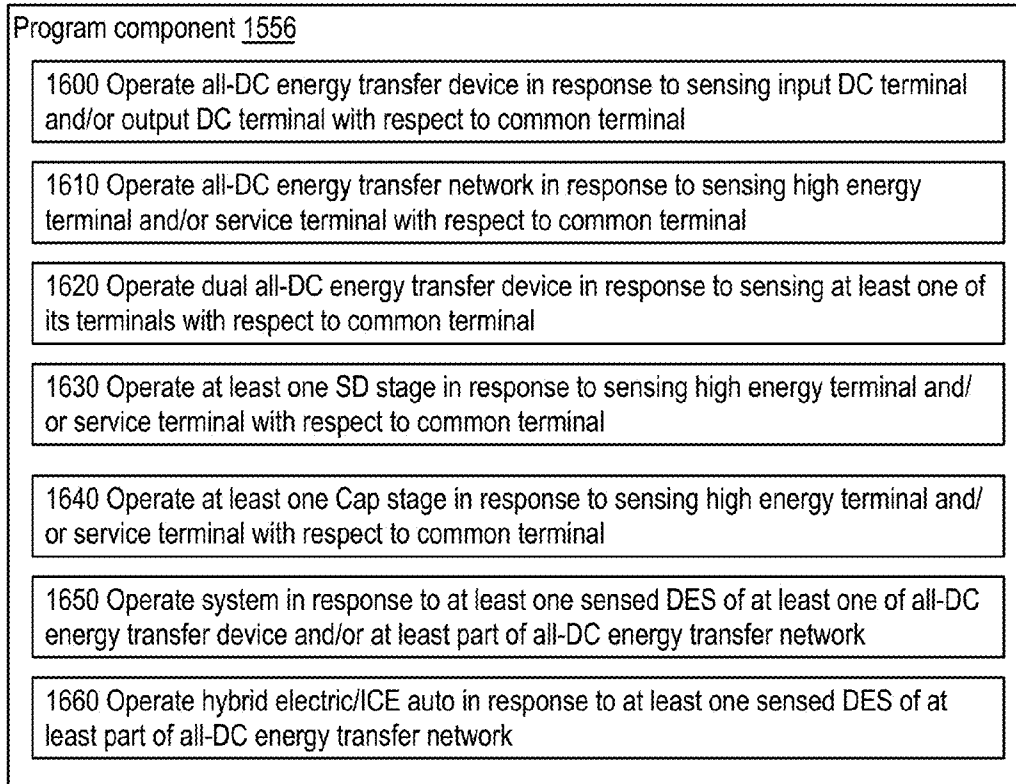 Program component 1556
1600 Operate all-DC energy transfer device in response to sensing input DC terminal
and/or output DC terminal with respect to common terminal
1610 Operate all-DC energy transfer network in response to sensing high energy
terminal and/or service terminal with respect to common terminal
1620 Operate dual all-DC energy transfer device in response to sensing at least one of
its terminals with respect to common terminal
1630 Operate at least one SD stage in response to sensing high energy terminal and/
or service terminal with respect to common terminal
1640 Operate at least one Cap stage in response to sensing high energy terminal and/
or service terminal with respect to common terminal
1650 Operate system in response to at least one sensed DES of at least one of all-DC
energy transfer device and/or at least part of all-DC energy transfer network
1660 Operate hybrid electric/ICE auto in response to at least one sensed DES of at
least part of all-DC energy transfer network